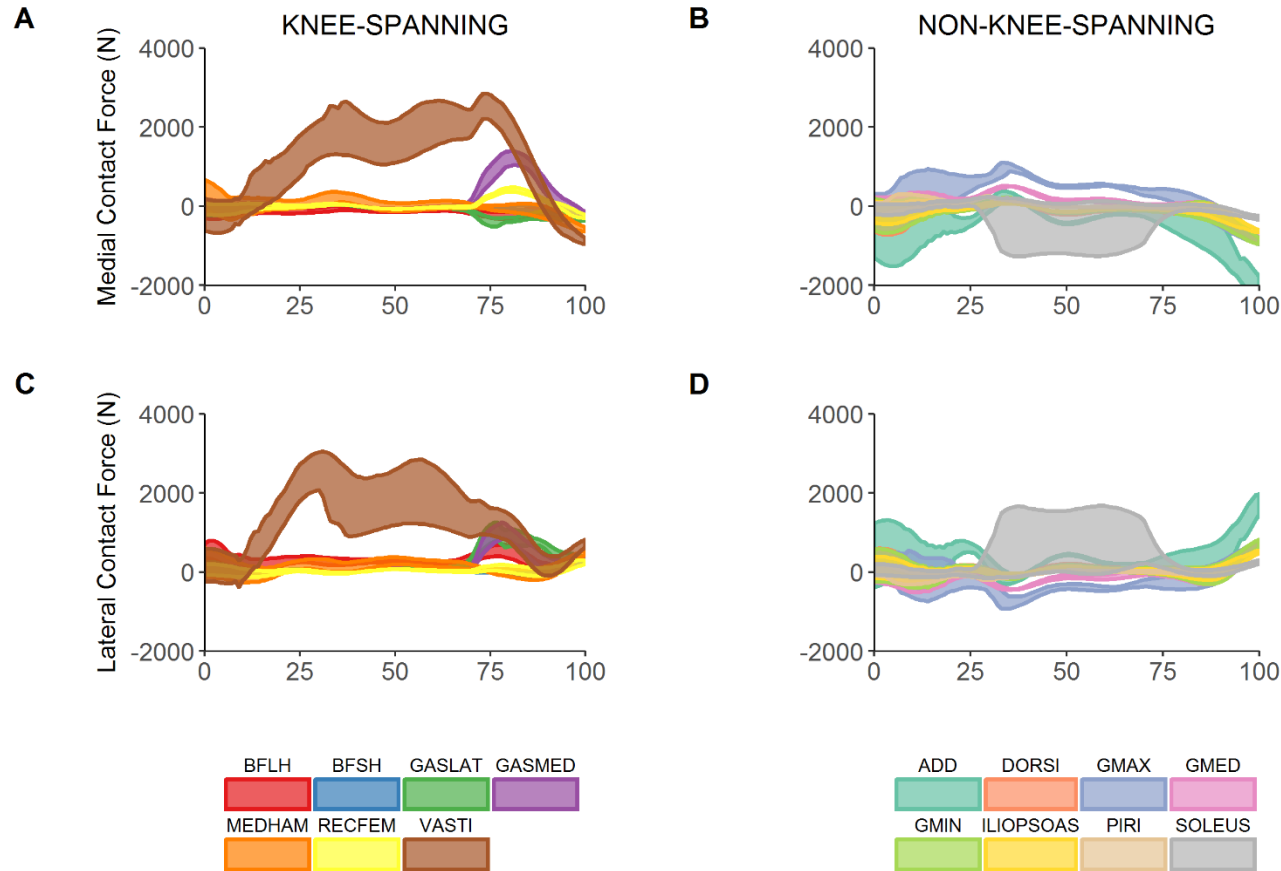 A
KNEE-SPANNING
Medial Contact Force (N)
4000
2000
0
-2000
0 25 50 75 100
B
NON-KNEE-SPANNING
4000
2000
0
-2000
0 25 50 75 100
C
Lateral Contact Force (N)
4000
2000
0
-2000
0 25 50 75 100
D
4000
2000
0
-2000
0 25 50 75 100
BFLH BFSH GASLAT GASMED
MEDHAM RECFEM VASTI
ADD DORSI GMAX GMED
GMIN ILIOPSOAS PIRI SOLEUS